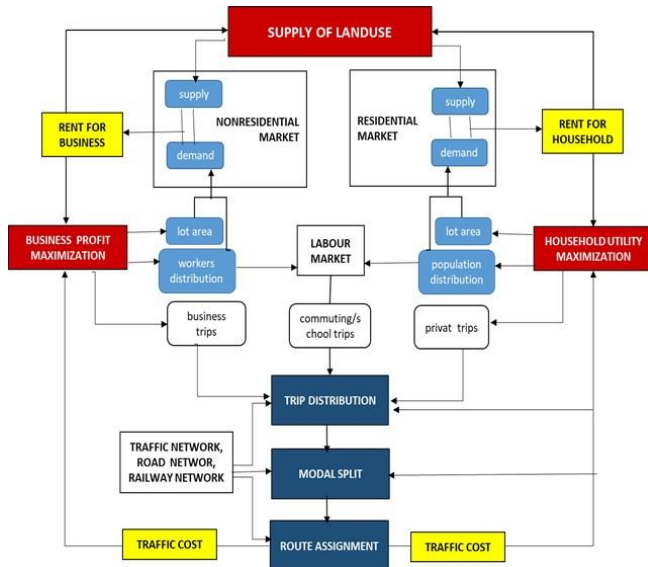 SUPPLY OF LANDUSE
supply
NONRESIDENTIAL
MARKET
demand
RESIDENTIAL
MARKET
supply
demand
RENT FOR
BUSINESS
RENT FOR
HOUSEHOLD
BUSINESS PROFIT
MAXIMIZATION
lot area
workers
distribution
LABOUR
MARKET
lot area
population
distribution
HOUSEHOLD UTILITY
MAXIMIZATION
business
trips
commuting/s
chool trips
privat trips
TRIP DISTRIBUTION
TRAFFIC NETWORK,
ROAD NETWOR,
RAILWAY NETWORK
MODAL SPLIT
TRAFFIC COST
ROUTE ASSIGNMENT
TRAFFIC COST